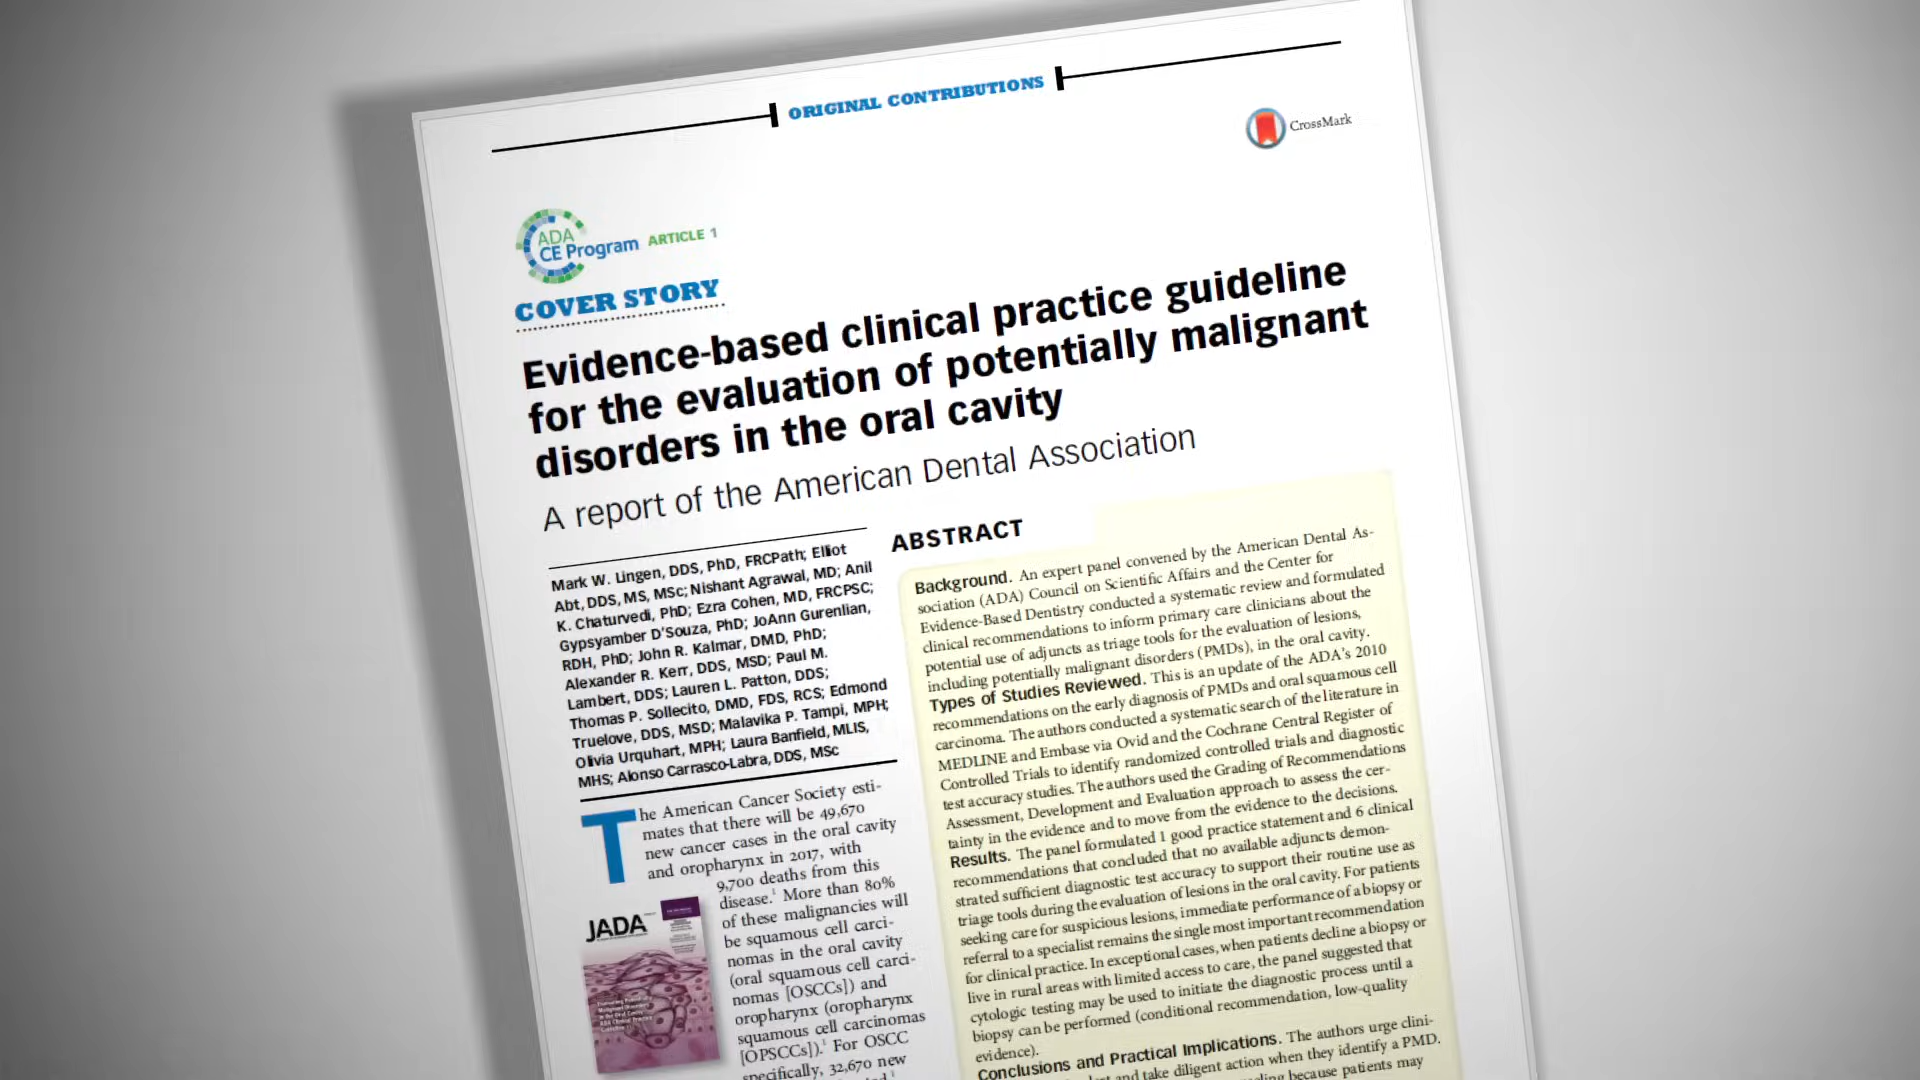 ORIGINAL CONTRIBUTIONS
CrossMark
ADA
CE Program ARTICLE 1
COVER STORY
Evidence-based clinical practice guideline
for the evaluation of potentially malignant
disorders in the oral cavity
A report of the American Dental Association
Mark W. Lingen, DDS, PhD, FRCPath; Elliot
Abt, DDS, MS, MSc; Nishant Agrawal, MD; Anil
K. Chaturvedi, PhD; Ezra Cohen, MD, FRCPSC;
Gypsyamber D'Souza, PhD; JoAnn Gurenlian,
RDH, PhD; John R. Kalmar, DMD, PhD;
Alexander R. Kerr, DDS, MSD; Paul M.
Lambert, DDS; Lauren L. Patton, DDS;
Thomas P. Sollecito, DMD, FDS, RCS; Edmond
Truelove, DDS, MSD; Malavika P. Tampi, MPH;
Olivia Urquhart, MPH; Laura Banfield, MLIS,
MHS; Alonso Carrasco-Labra, DDS, MSc
The American Cancer Society esti-
mates that there will be 49,670
new cancer cases in the oral cavity
and oropharynx in 2017, with
9,700 deaths from this
disease.1 More than 80%
of these malignancies will
be squamous cell carci-
nomas in the oral cavity
(oral squamous cell carci-
nomas [OSCCs]) and
oropharynx (oropharynx
squamous cell carcinomas
[OPSCCs]).1 For OSCC
specifically, 32,670 new
JADA
ABSTRACT
Background. An expert panel convened by the American Dental As-
sociation (ADA) Council on Scientific Affairs and the Center for
Evidence-Based Dentistry conducted a systematic review and formulated
clinical recommendations to inform primary care clinicians about the
potential use of adjuncts as triage tools for the evaluation of lesions,
including potentially malignant disorders (PMDs), in the oral cavity.
Types of Studies Reviewed. This is an update of the ADA's 2010
recommendations on the early diagnosis of PMDs and oral squamous cell
carcinoma. The authors conducted a systematic search of the literature in
MEDLINE and Embase via Ovid and the Cochrane Central Register of
Controlled Trials to identify randomized controlled trials and diagnostic
test accuracy studies. The authors used the Grading of Recommendations
Assessment, Development and Evaluation approach to assess the cer-
tainty in the evidence and to move from the evidence to the decisions.
Results. The panel formulated 1 good practice statement and 6 clinical
recommendations that concluded that no available adjuncts demon-
strated sufficient diagnostic test accuracy to support their routine use as
triage tools during the evaluation of lesions in the oral cavity. For patients
seeking care for suspicious lesions, immediate performance of a biopsy or
referral to a specialist remains the single most important recommendation
for clinical practice. In exceptional cases, when patients decline a biopsy or
live in rural areas with limited access to care, the panel suggested that
cytologic testing may be used to initiate the diagnostic process until a
biopsy can be performed (conditional recommendation, low-quality
evidence).
Conclusions and Practical Implications. The authors urge clini-
and take diligent action when they identify a PMD.
because patients may